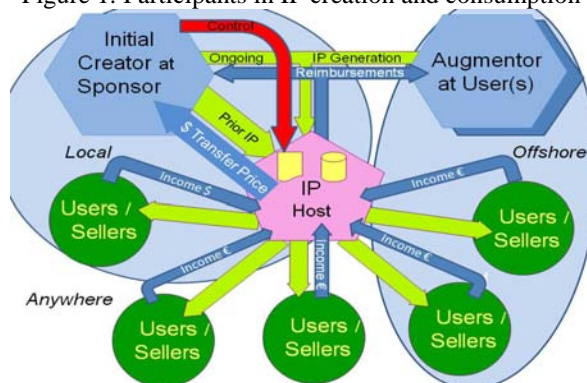 Figure 1: Participants in IP creation and consumption
Control
Initial
Creator at
Sponsor
Ongoing
IP Generation
Reimbursements
Augmentor
at User(s)
Prior IP
$ Transfer Price
Local
Offshore
IP
Host
Income $
Income €
Users /
Sellers
Users /
Sellers
Anywhere
Income €
Income €
Income €
Users /
Sellers
Users /
Sellers
Users /
Sellers